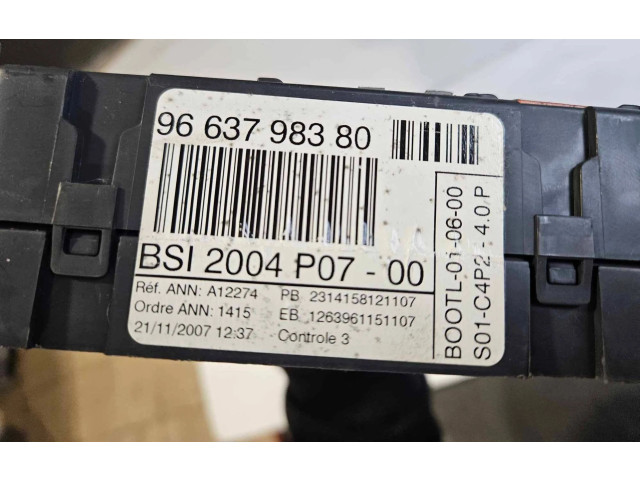 96 637 983 80
BSI 2004 P07 - 00
Réf. ANN: A12274 PB 2314158121107
Ordre ANN: 1415 EB 1263961151107
21/11/2007 12:37 Controle 3
BOOTL-01-06-00
S01-C4P2 - 4.0.P